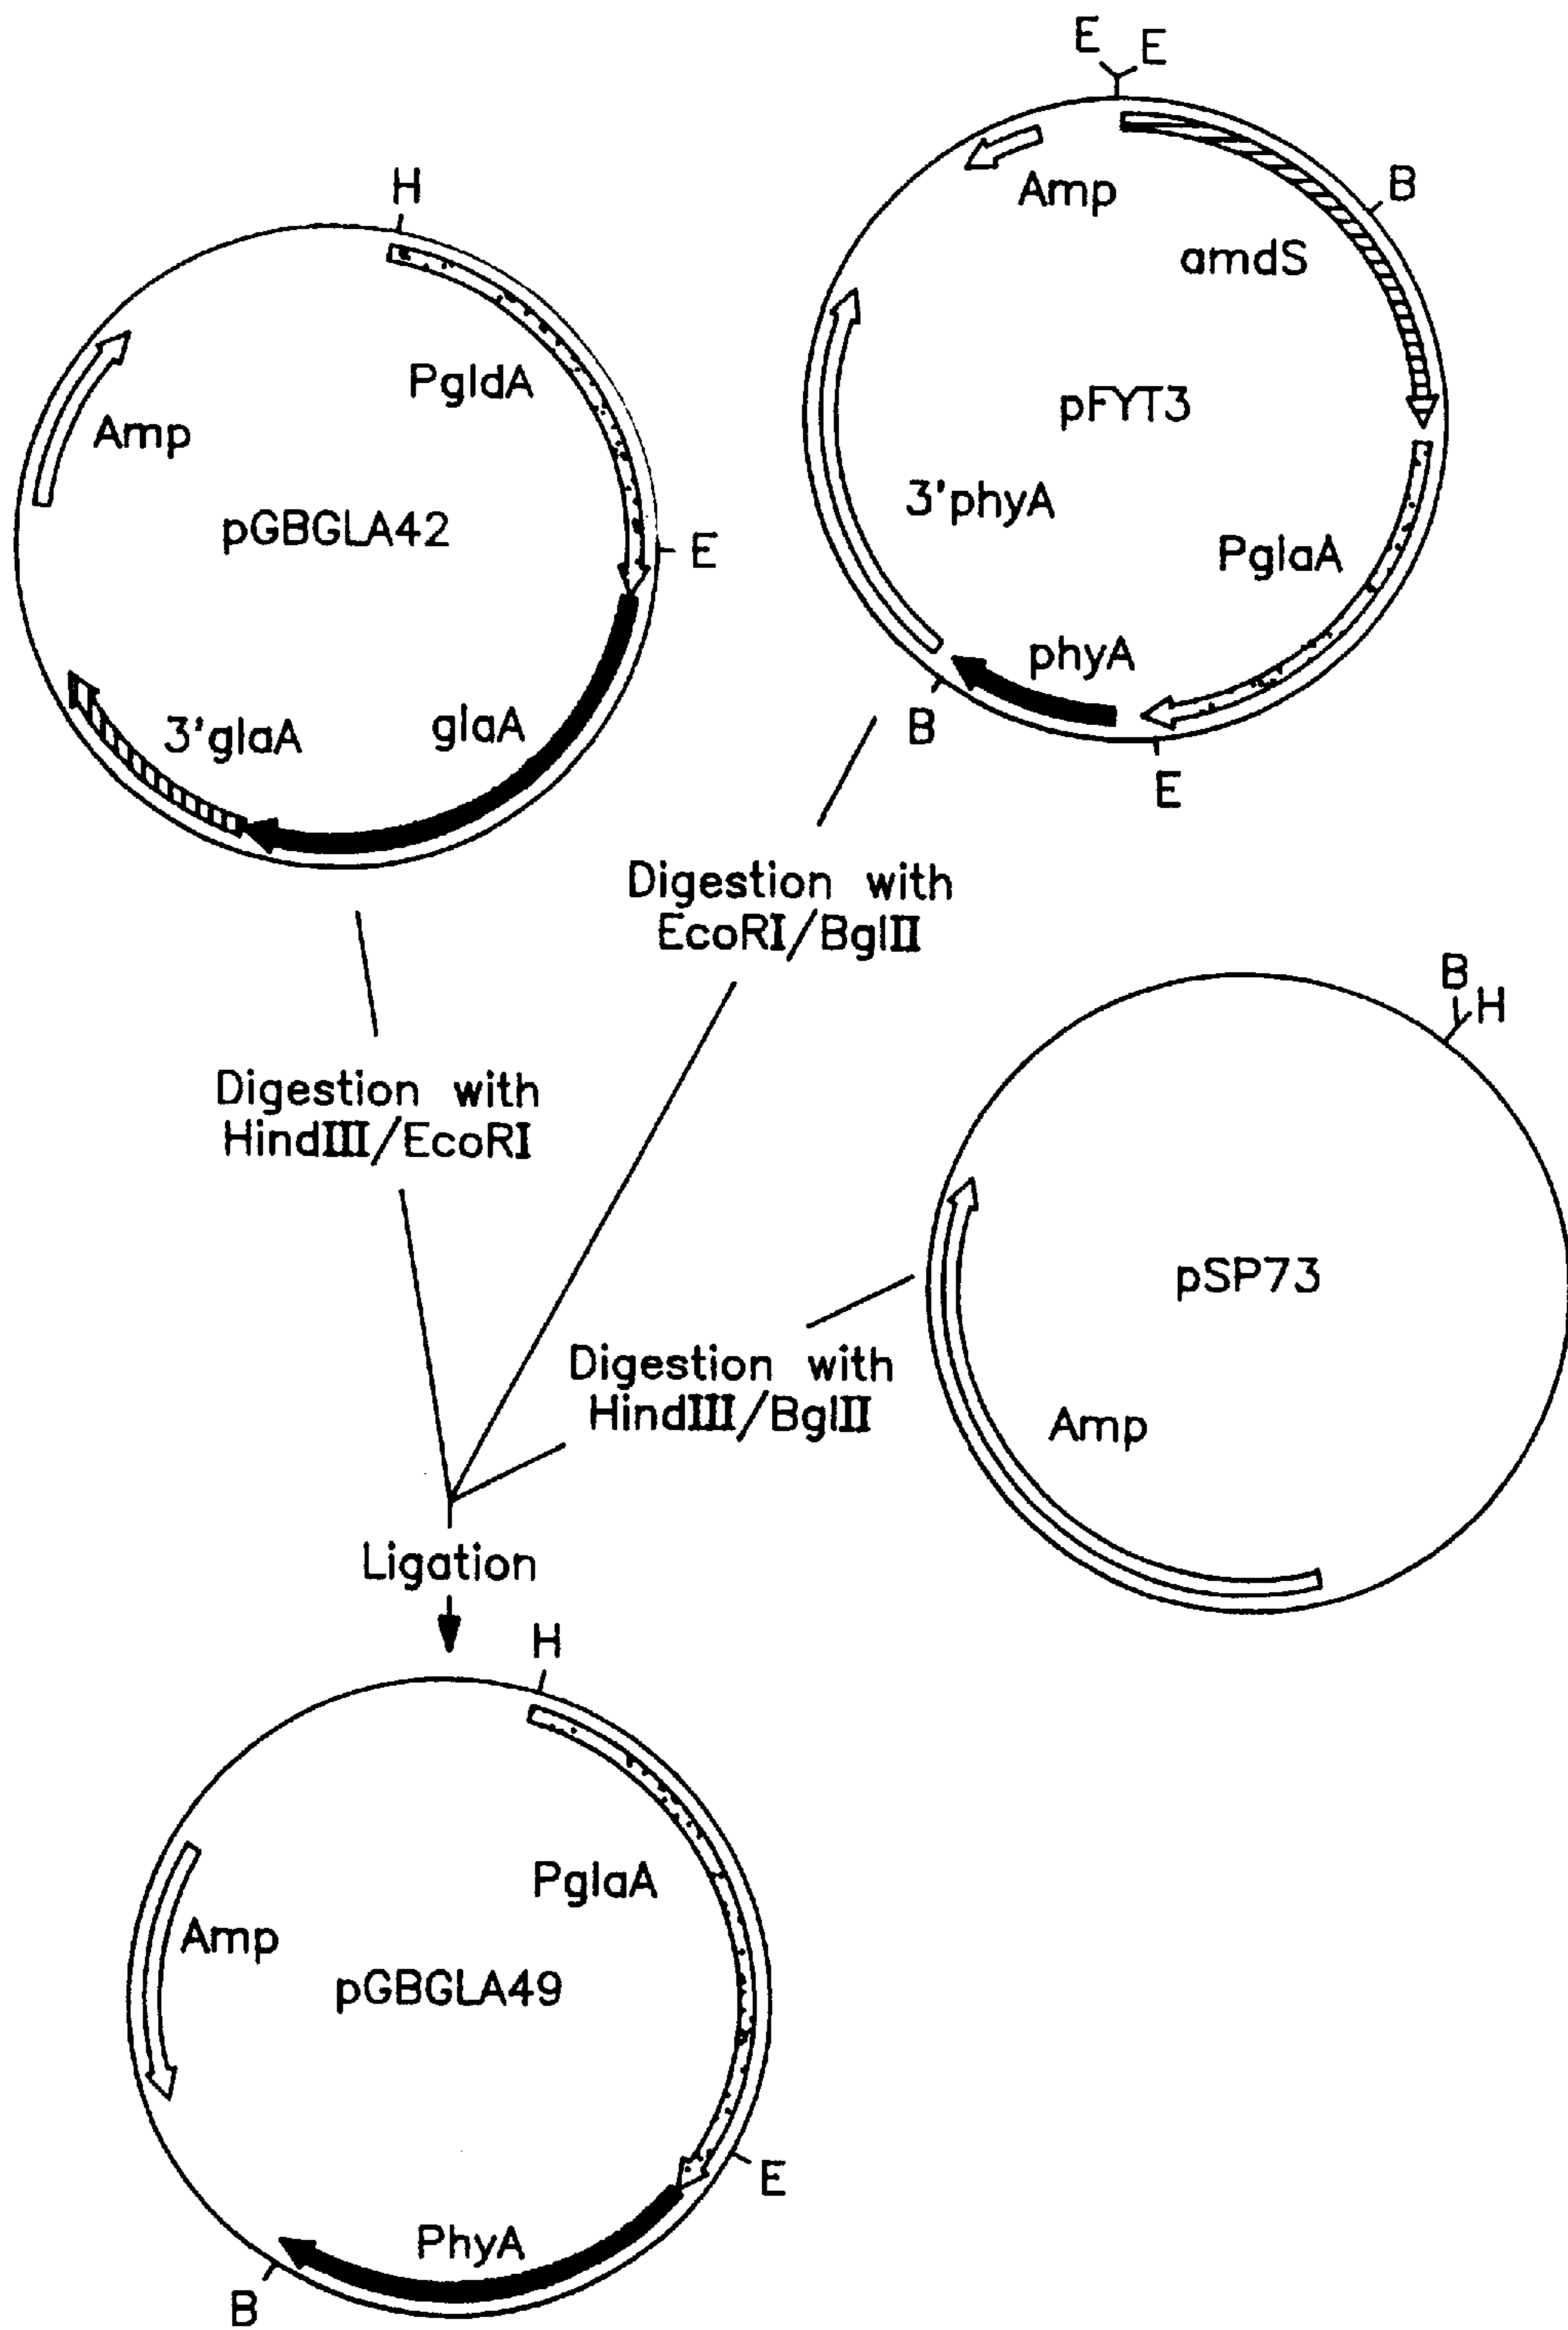 E
E
Amp
B
amdS
pFYT3
3'phyA
PglaA
phyA
B
E
H
PgldA
Amp
pGBGLA42
E
3'glaA
glaA
Digestion with
EcoRI/BglII
Digestion with
HindIII/EcoRI
B
H
pSP73
Amp
Digestion with
HindIII/BglII
Ligation
H
PglaA
Amp
pGBGLA49
E
PhyA
B